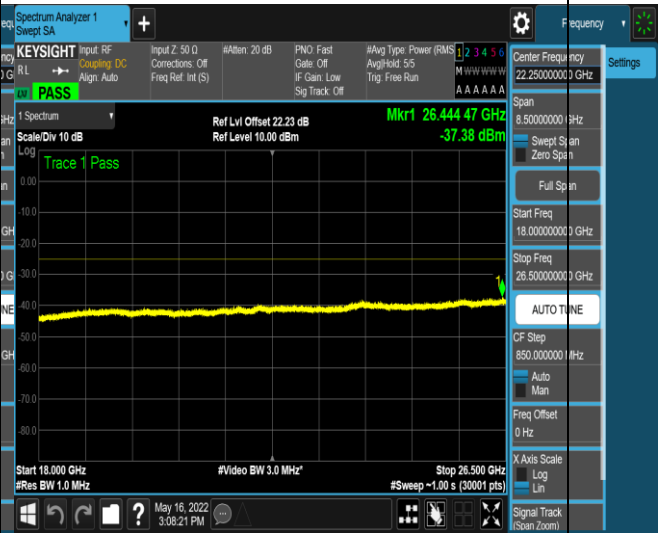 Spectrum Analyzer 1
Swept SA
Frequency
KEYSIGHT
RL
Input: RF
Coupling: DC
Align: Auto
Input Z: 50 Ω
Corrections: Off
Freq Ref: Int (S)
#Atten: 20 dB
PNO: Fast
Gate: Off
IF Gain: Low
Sig Track: Off
#Avg Type: Power (RMS
Avg|Hold: 5/5
Trig: Free Run
1 2 3 4 5 6
M W W W W W
A A A A A A
PASS
1 Spectrum
Scale/Div 10 dB
Ref Lvl Offset 22.23 dB
Ref Level 10.00 dBm
Mkr1 26.444 47 GHz
-37.38 dBm
Log
Trace 1 Pass
0.00
-10.0
-20.0
-30.0
-40.0
-50.0
-60.0
-70.0
-80.0
1
Start 18.000 GHz
#Res BW 1.0 MHz
#Video BW 3.0 MHz*
Stop 26.500 GHz
#Sweep ~1.00 s (30001 pts)
May 16, 2022
3:08:21 PM
Center Frequency
22.250000000 GHz
Settings
Span
8.50000000 GHz
Swept Span
Zero Span
Full Span
Start Freq
18.000000000 GHz
Stop Freq
26.500000000 GHz
AUTO TUNE
CF Step
850.000000 MHz
Auto
Man
Freq Offset
0 Hz
X Axis Scale
Log
Lin
Signal Track
(Span Zoom)